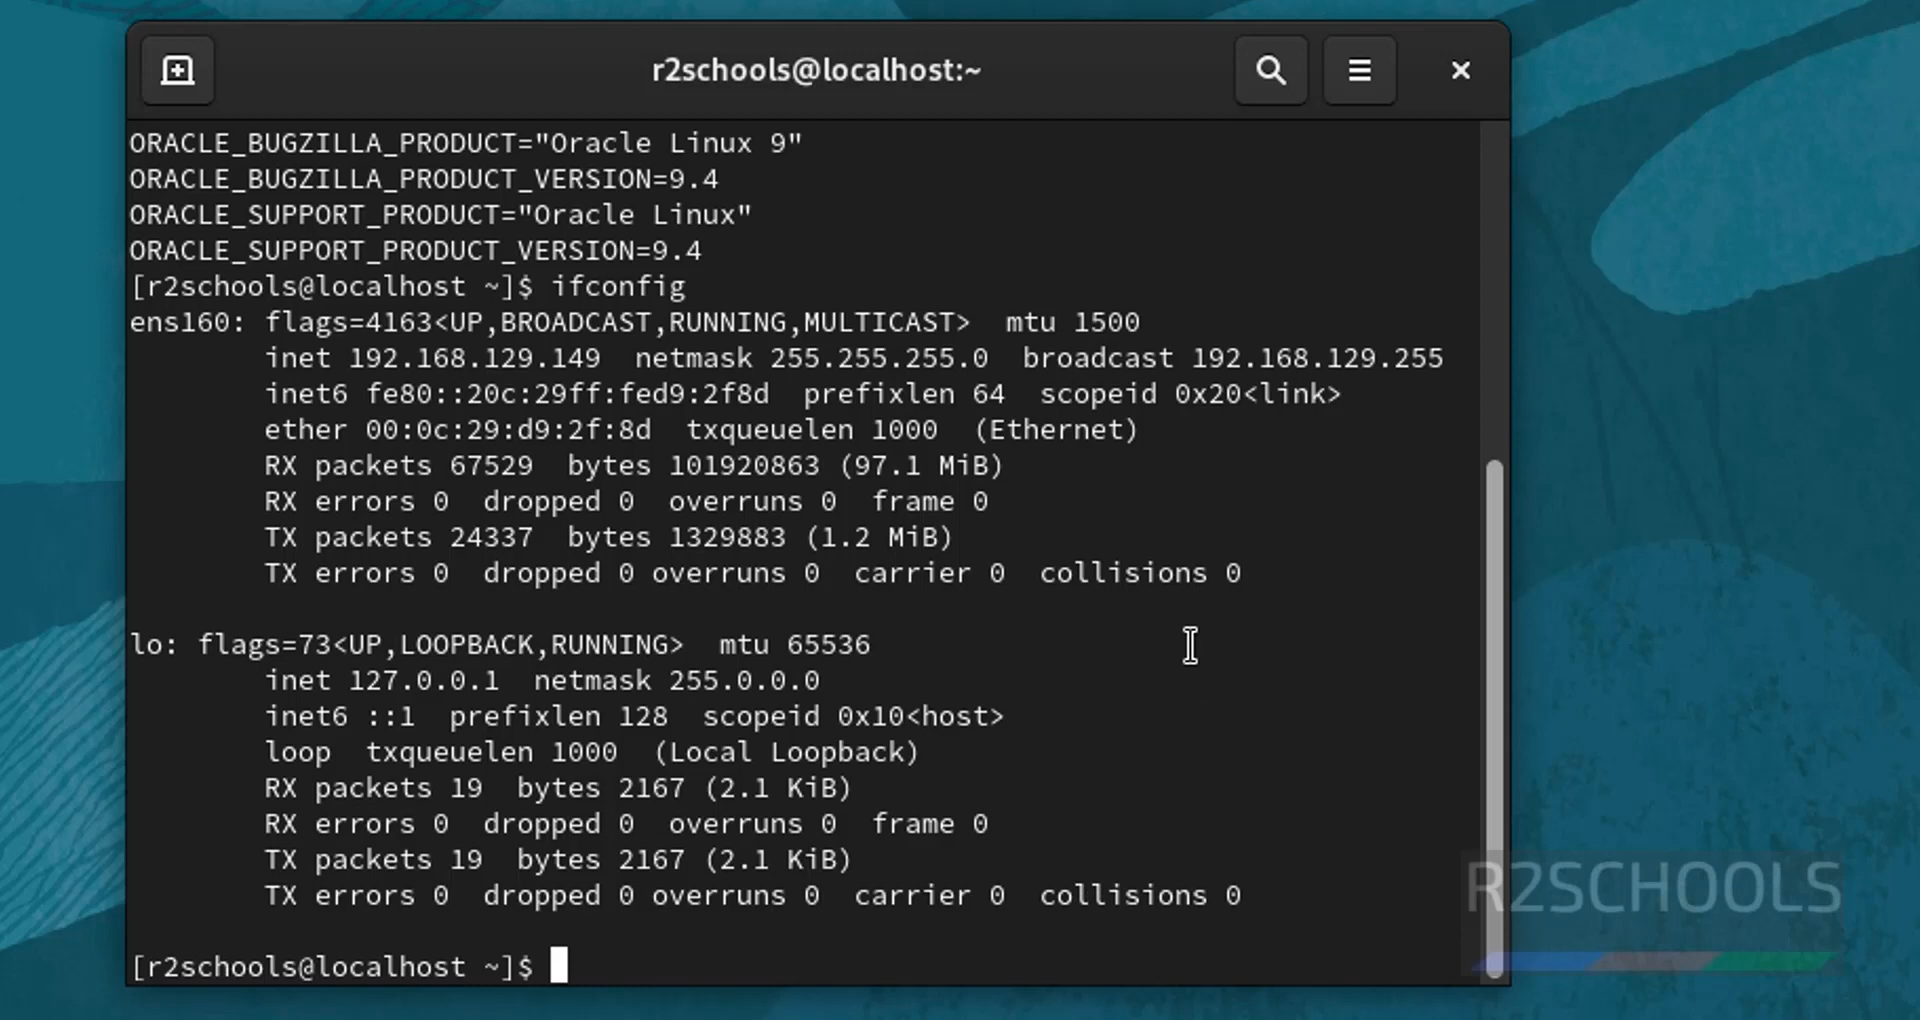 r2schools@localhost:~
ORACLE_BUGZILLA_PRODUCT="Oracle Linux 9"
ORACLE_BUGZILLA_PRODUCT_VERSION=9.4
ORACLE_SUPPORT_PRODUCT="Oracle Linux"
ORACLE_SUPPORT_PRODUCT_VERSION=9.4
[r2schools@localhost ~]$ ifconfig
ens160: flags=4163<UP,BROADCAST,RUNNING,MULTICAST>  mtu 1500
        inet 192.168.129.149  netmask 255.255.255.0  broadcast 192.168.129.255
        inet6 fe80::20c:29ff:fed9:2f8d  prefixlen 64  scopeid 0x20<link>
        ether 00:0c:29:d9:2f:8d  txqueuelen 1000  (Ethernet)
        RX packets 67529  bytes 101920863 (97.1 MiB)
        RX errors 0  dropped 0  overruns 0  frame 0
        TX packets 24337  bytes 1329883 (1.2 MiB)
        TX errors 0  dropped 0 overruns 0  carrier 0  collisions 0
lo: flags=73<UP,LOOPBACK,RUNNING>  mtu 65536
        inet 127.0.0.1  netmask 255.0.0.0
        inet6 ::1  prefixlen 128  scopeid 0x10<host>
        loop  txqueuelen 1000  (Local Loopback)
        RX packets 19  bytes 2167 (2.1 KiB)
        RX errors 0  dropped 0  overruns 0  frame 0
        TX packets 19  bytes 2167 (2.1 KiB)
        TX errors 0  dropped 0 overruns 0  carrier 0  collisions 0
[r2schools@localhost ~]$
R2SCHOOLS